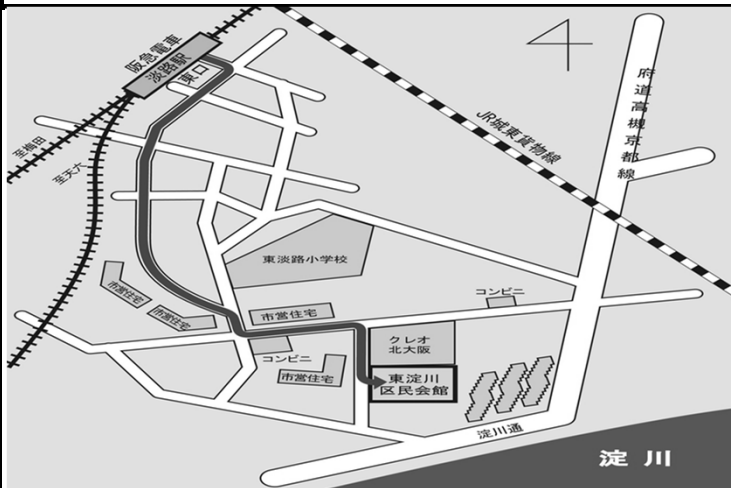 阪急電車
淡路駅
東口
至梅田
至天六
JR城東貨物線
府道高槻京都線
東淡路小学校
コンビニ
市営住宅
市営住宅
市営住宅
コンビニ
市営住宅
クレオ
北大阪
東淀川
区民会館
淀川通
淀川